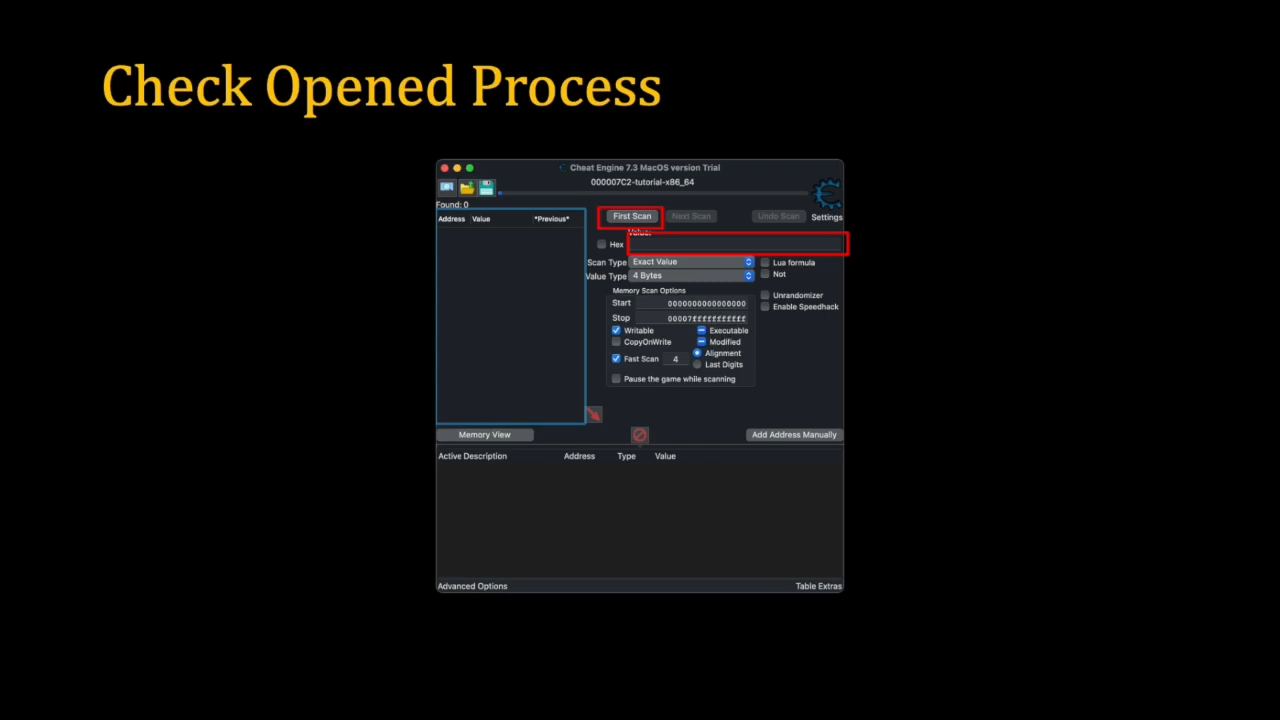 Check Opened Process
Cheat Engine 7.3 MacOS version Trial
000007C2-tutorial-x86_64
Found: 0
Address Value *Previous*
First Scan Next Scan Undo Scan Settings
Value:
Hex
Scan Type Exact Value Lua formula
Value Type 4 Bytes Not
Memory Scan Options
Start 0000000000000000 Unrandomizer
Stop 00007fffffffffff Enable Speedhack
Writable Executable
CopyOnWrite Modified
Fast Scan 4 Alignment
Last Digits
Pause the game while scanning
Memory View Add Address Manually
Active Description Address Type Value
Advanced Options Table Extras